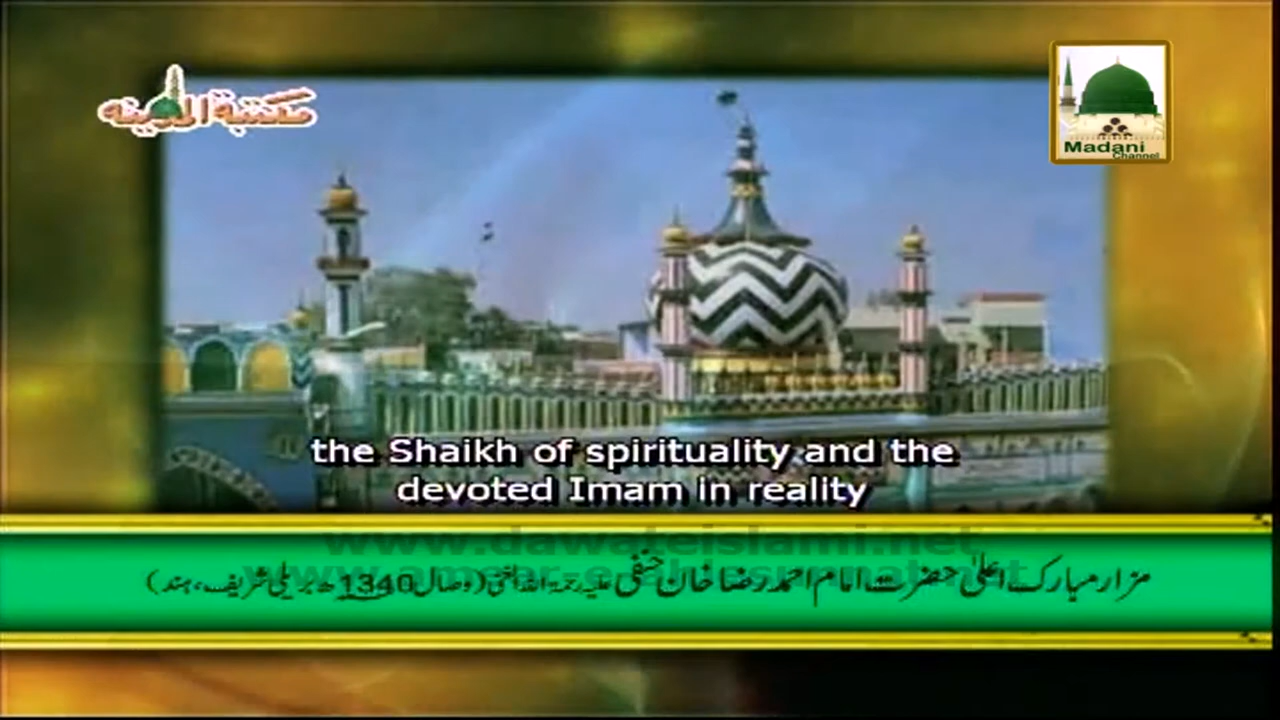 مکتبۃ المدینہ
Madani
Channel
the Shaikh of spirituality and the
devoted Imam in reality
www.dawateislami.net
مزار مبارک اعلیٰ حضرت امام احمد رضا خان حنفی علیہ رحمۃ اللہ الغنی (وصال 1340ھ بریلی شریف، ہند)